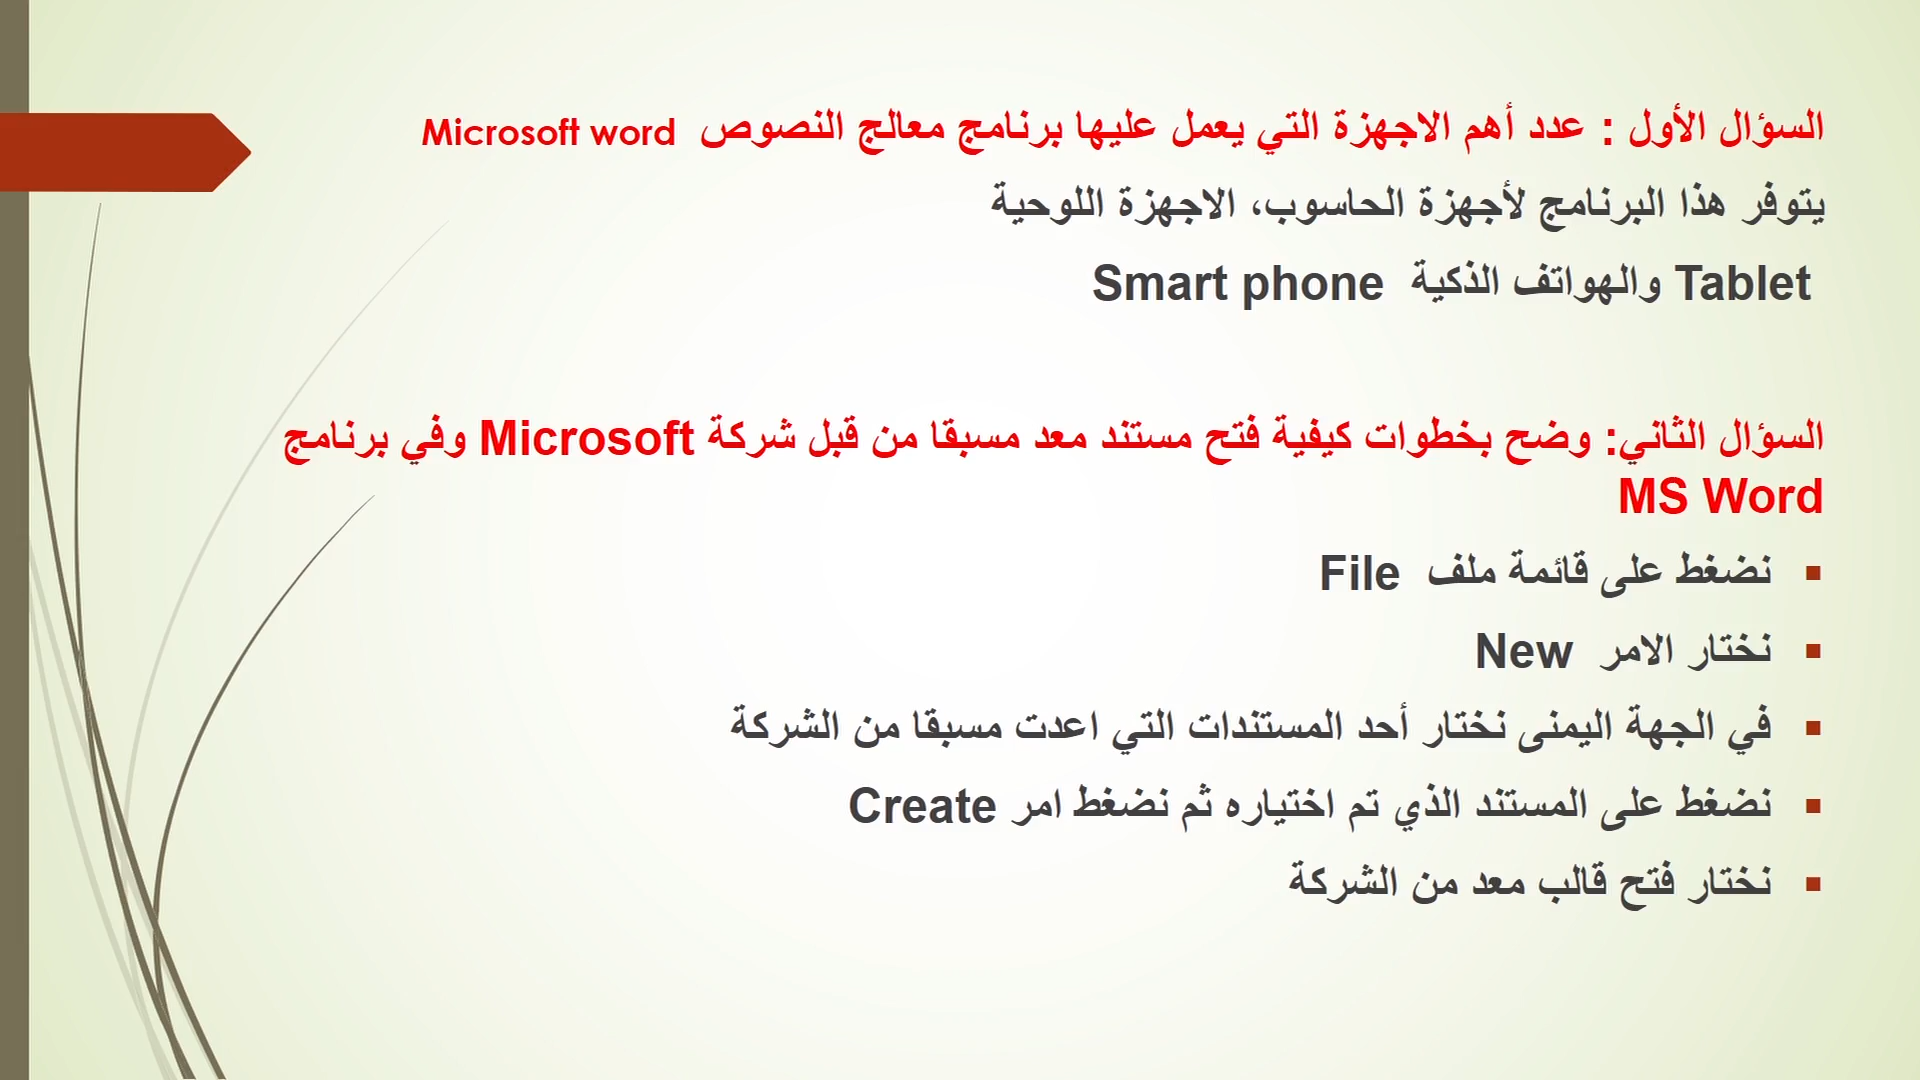 السؤال الأول : عدد أهم الاجهزة التي يعمل عليها برنامج معالج النصوص Microsoft word
يتوفر هذا البرنامج لأجهزة الحاسوب، الاجهزة اللوحية
Tablet والهواتف الذكية Smart phone
السؤال الثاني: وضح بخطوات كيفية فتح مستند معد مسبقا من قبل شركة Microsoft وفي برنامج
MS Word
▪ نضغط على قائمة ملف File
▪ نختار الامر New
▪ في الجهة اليمنى نختار أحد المستندات التي اعدت مسبقا من الشركة
▪ نضغط على المستند الذي تم اختياره ثم نضغط امر Create
▪ نختار فتح قالب معد من الشركة